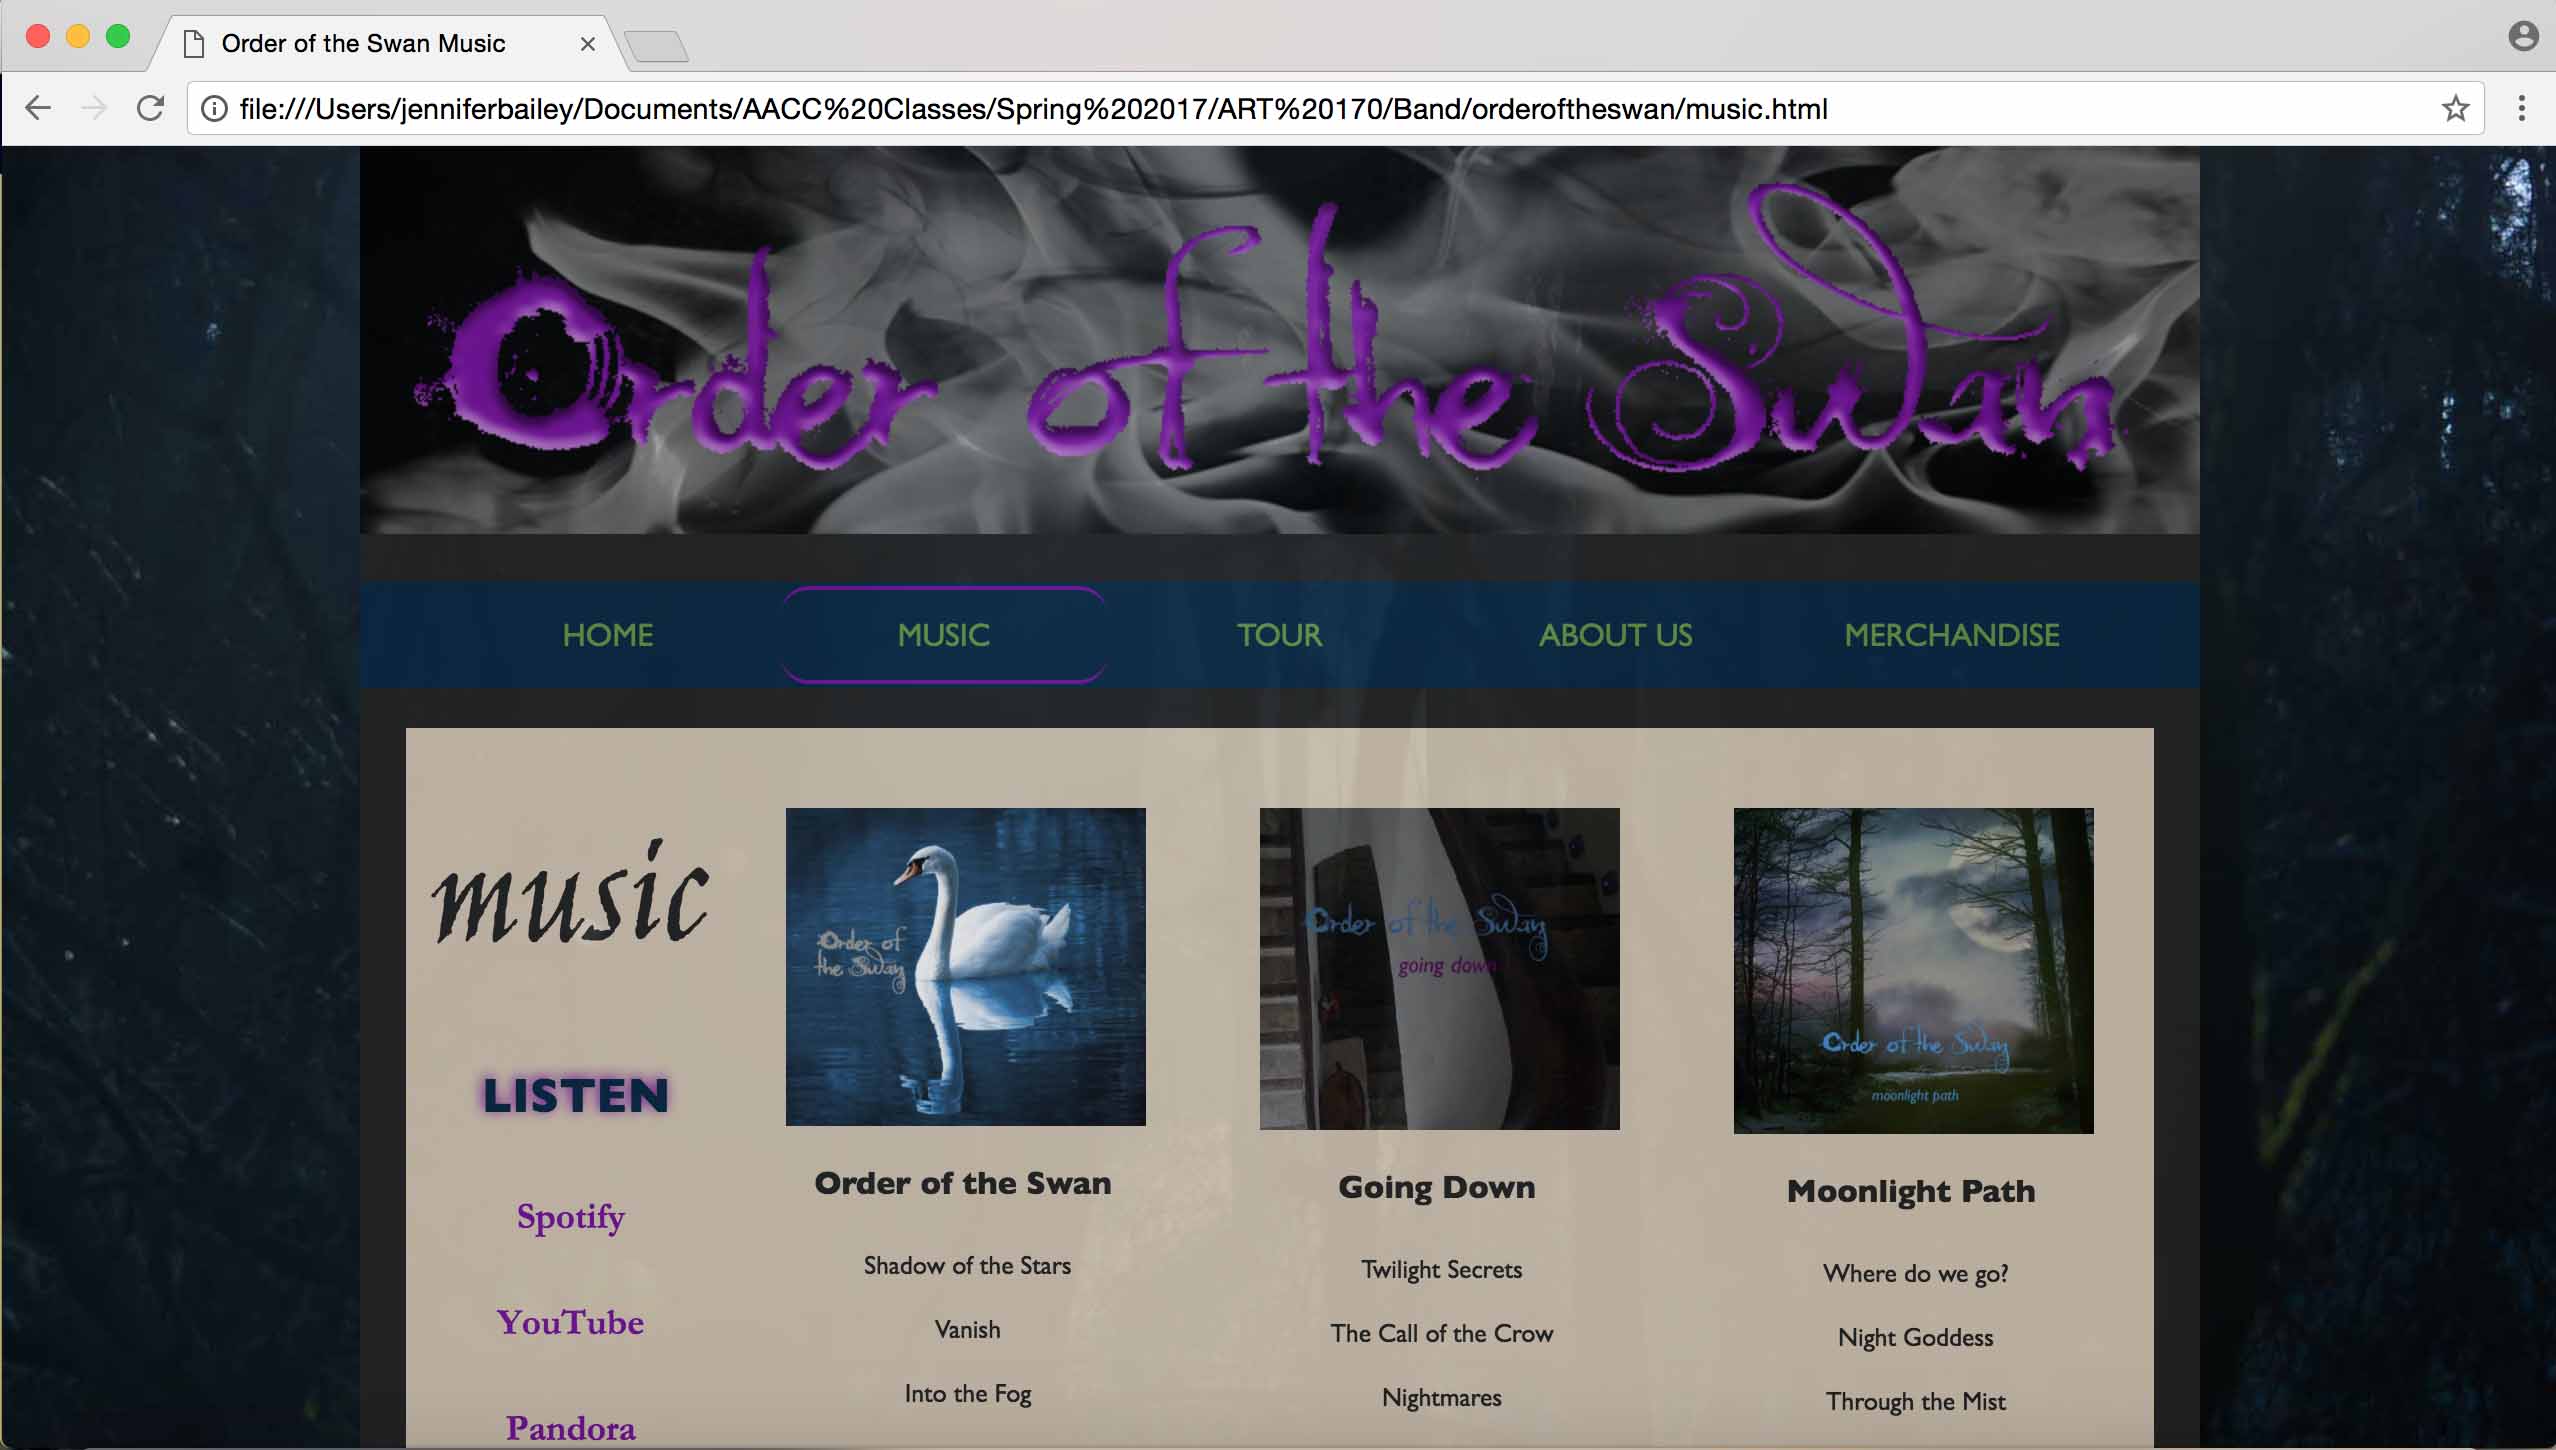 Order of the Swan Music
file:///Users/jenniferbailey/Documents/AACC%20Classes/Spring%202017/ART%20170/Band/orderoftheswan/music.html
Order of the Swan
HOME MUSIC TOUR ABOUT US MERCHANDISE
music
LISTEN
Spotify
YouTube
Pandora
Order of
the Swan
Order of the Swan
Shadow of the Stars
Vanish
Into the Fog
Order of the Swan
going down
Going Down
Twilight Secrets
The Call of the Crow
Nightmares
Order of the Swan
moonlight path
Moonlight Path
Where do we go?
Night Goddess
Through the Mist